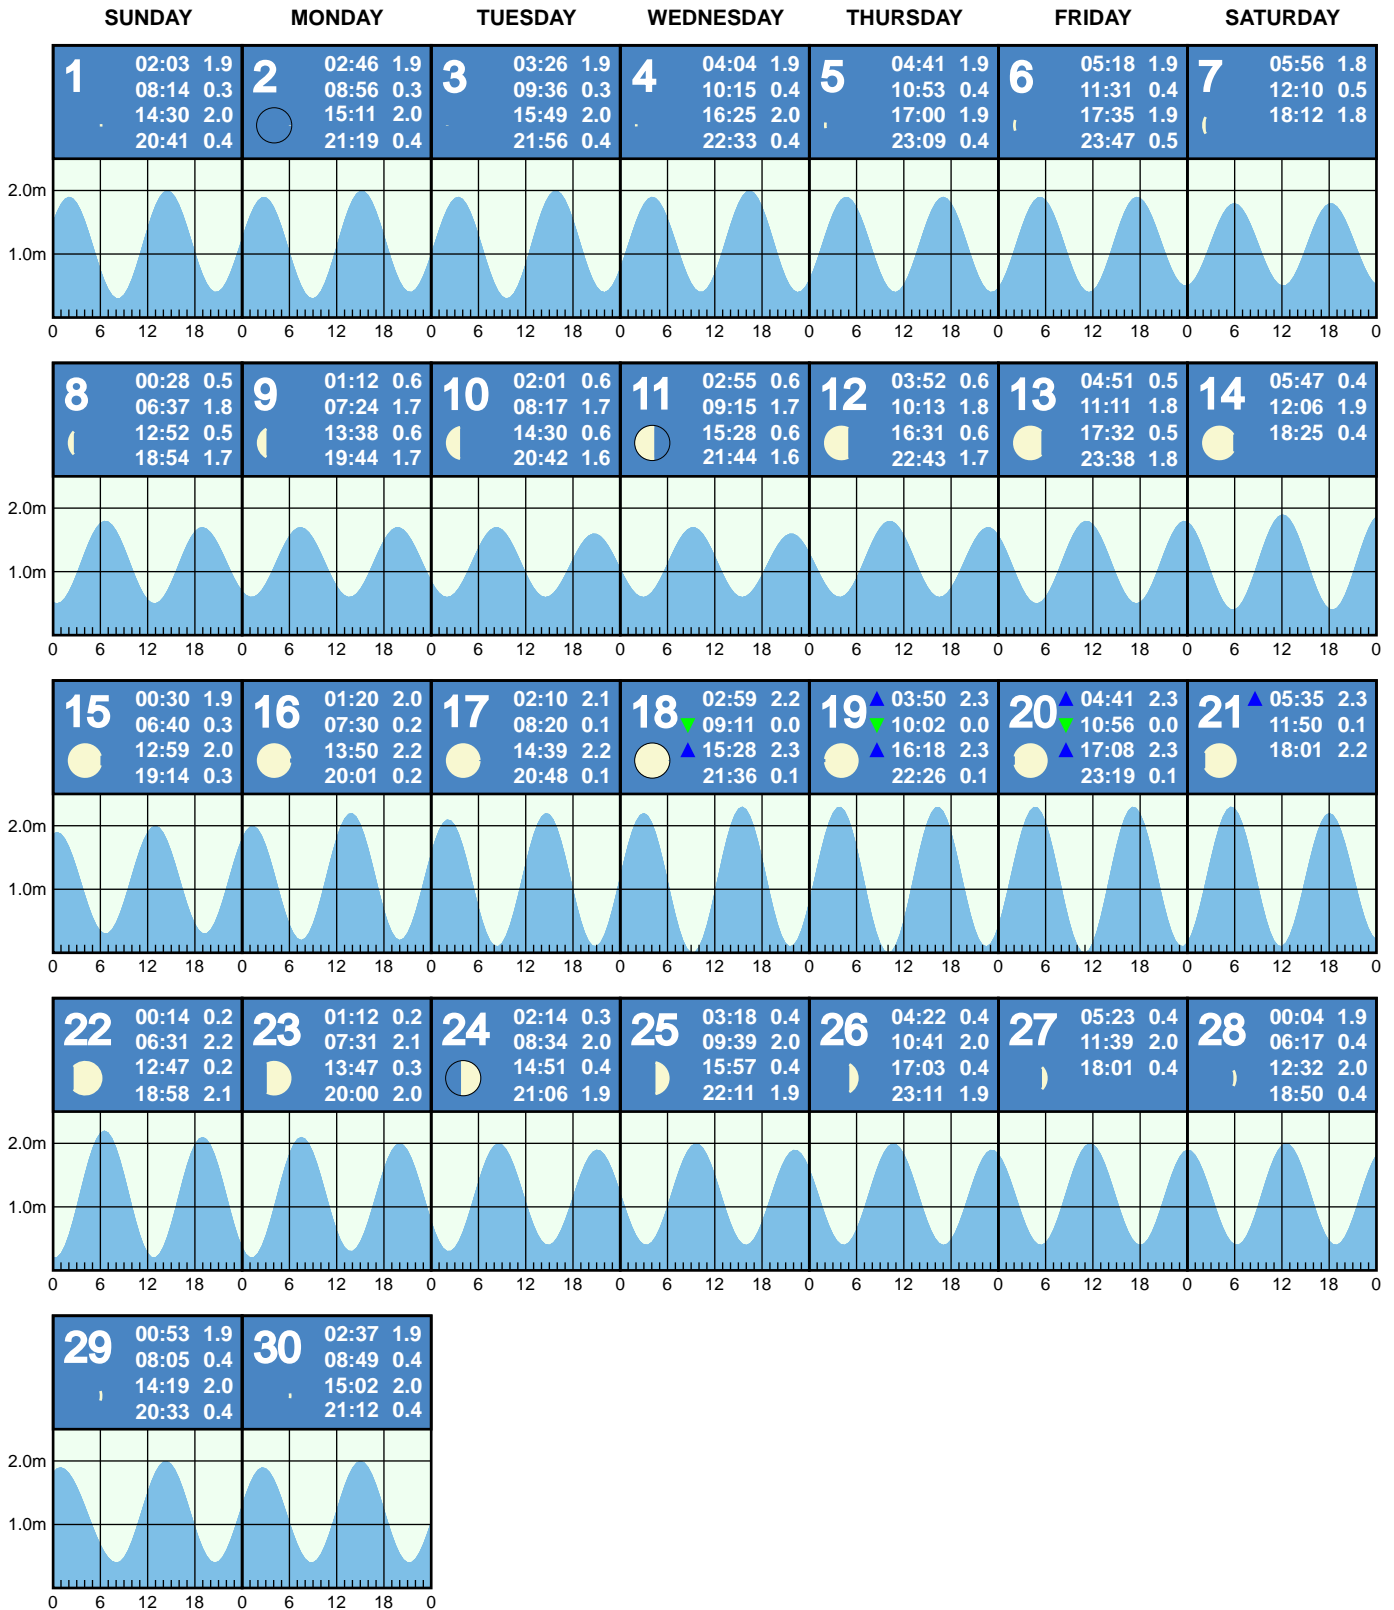 SUNDAY MONDAY TUESDAY WEDNESDAY THURSDAY FRIDAY SATURDAY
1 02:03 1.9
08:14 0.3
14:30 2.0
20:41 0.4
2 02:46 1.9
08:56 0.3
15:11 2.0
21:19 0.4
3 03:26 1.9
09:36 0.3
15:49 2.0
21:56 0.4
4 04:04 1.9
10:15 0.4
16:25 2.0
22:33 0.4
5 04:41 1.9
10:53 0.4
17:00 1.9
23:09 0.4
6 05:18 1.9
11:31 0.4
17:35 1.9
23:47 0.5
7 05:56 1.8
12:10 0.5
18:12 1.8
2.0m
1.0m
0 6 12 18 0 6 12 18 0 6 12 18 0 6 12 18 0 6 12 18 0 6 12 18 0 6 12 18 0
8 00:28 0.5
06:37 1.8
12:52 0.5
18:54 1.7
9 01:12 0.6
07:24 1.7
13:38 0.6
19:44 1.7
10 02:01 0.6
08:17 1.7
14:30 0.6
20:42 1.6
11 02:55 0.6
09:15 1.7
15:28 0.6
21:44 1.6
12 03:52 0.6
10:13 1.8
16:31 0.6
22:43 1.7
13 04:51 0.5
11:11 1.8
17:32 0.5
23:38 1.8
14 05:47 0.4
12:06 1.9
18:25 0.4
2.0m
1.0m
0 6 12 18 0 6 12 18 0 6 12 18 0 6 12 18 0 6 12 18 0 6 12 18 0 6 12 18 0
15 00:30 1.9
06:40 0.3
12:59 2.0
19:14 0.3
16 01:20 2.0
07:30 0.2
13:50 2.2
20:01 0.2
17 02:10 2.1
08:20 0.1
14:39 2.2
20:48 0.1
18 02:59 2.2
09:11 0.0
15:28 2.3
21:36 0.1
19 03:50 2.3
10:02 0.0
16:18 2.3
22:26 0.1
20 04:41 2.3
10:56 0.0
17:08 2.3
23:19 0.1
21 05:35 2.3
11:50 0.1
18:01 2.2
2.0m
1.0m
0 6 12 18 0 6 12 18 0 6 12 18 0 6 12 18 0 6 12 18 0 6 12 18 0 6 12 18 0
22 00:14 0.2
06:31 2.2
12:47 0.2
18:58 2.1
23 01:12 0.2
07:31 2.1
13:47 0.3
20:00 2.0
24 02:14 0.3
08:34 2.0
14:51 0.4
21:06 1.9
25 03:18 0.4
09:39 2.0
15:57 0.4
22:11 1.9
26 04:22 0.4
10:41 2.0
17:03 0.4
23:11 1.9
27 05:23 0.4
11:39 2.0
18:01 0.4
28 00:04 1.9
06:17 0.4
12:32 2.0
18:50 0.4
2.0m
1.0m
0 6 12 18 0 6 12 18 0 6 12 18 0 6 12 18 0 6 12 18 0 6 12 18 0 6 12 18 0
29 00:53 1.9
08:05 0.4
14:19 2.0
20:33 0.4
30 02:37 1.9
08:49 0.4
15:02 2.0
21:12 0.4
2.0m
1.0m
0 6 12 18 0 6 12 18 0